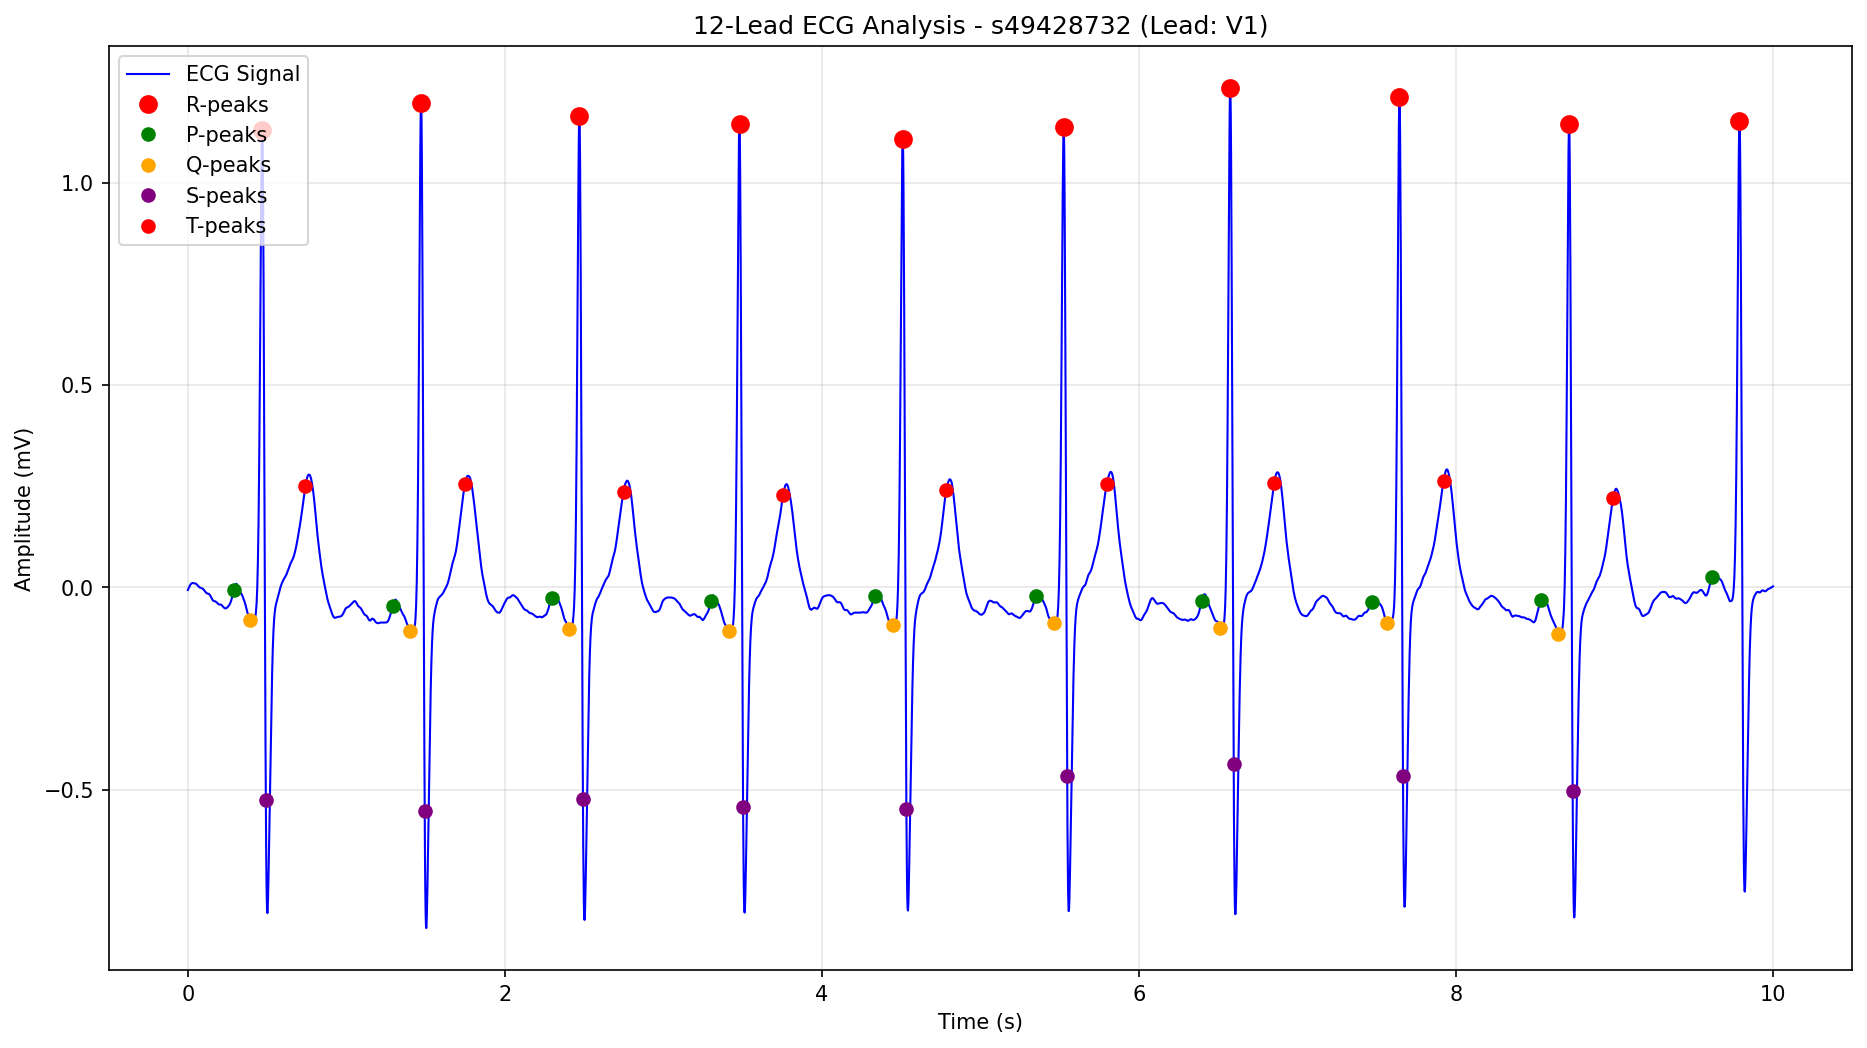 12-Lead ECG Analysis - s49428732 (Lead: V1)
ECG Signal
R-peaks
P-peaks
Q-peaks
S-peaks
T-peaks
1.0
0.5
0.0
−0.5
Amplitude (mV)
0 2 4 6 8 10
Time (s)